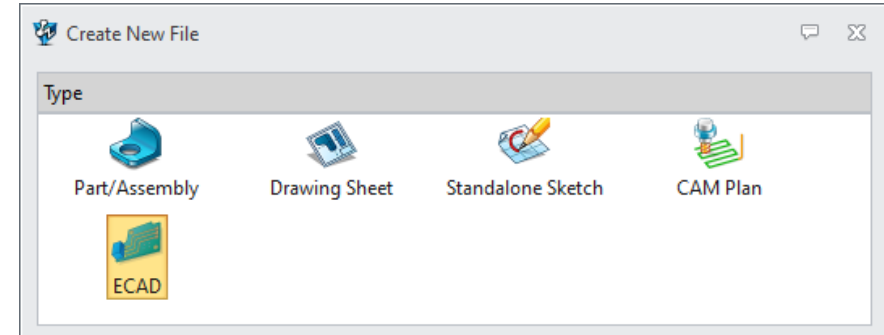 Create New File
Type
Part/Assembly Drawing Sheet Standalone Sketch CAM Plan
ECAD